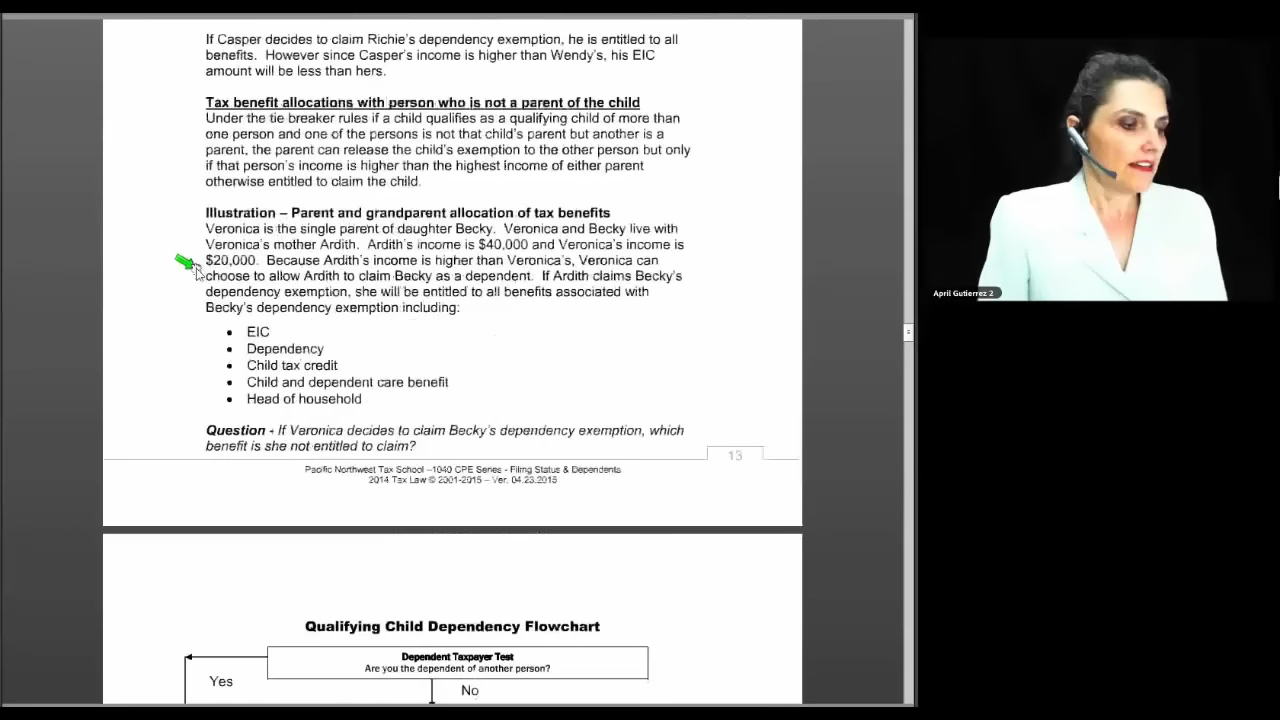 If Casper decides to claim Richie's dependency exemption, he is entitled to all
benefits. However since Casper's income is higher than Wendy's, his EIC
amount will be less than hers.
Tax benefit allocations with person who is not a parent of the child
Under the tie breaker rules if a child qualifies as a qualifying child of more than
one person and one of the persons is not that child's parent but another is a
parent, the parent can release the child's exemption to the other person but only
if that person's income is higher than the highest income of either parent
otherwise entitled to claim the child.
Illustration – Parent and grandparent allocation of tax benefits
Veronica is the single parent of daughter Becky. Veronica and Becky live with
Veronica's mother Ardith. Ardith's income is $40,000 and Veronica's income is
$20,000. Because Ardith's income is higher than Veronica's, Veronica can
choose to allow Ardith to claim Becky as a dependent. If Ardith claims Becky's
dependency exemption, she will be entitled to all benefits associated with
Becky's dependency exemption including:
• EIC
• Dependency
• Child tax credit
• Child and dependent care benefit
• Head of household
Question - If Veronica decides to claim Becky's dependency exemption, which
benefit is she not entitled to claim?
13
Pacific Northwest Tax School –1040 CPE Series - Filing Status & Dependents
2014 Tax Law © 2001-2015 – Ver. 04.23.2015
Qualifying Child Dependency Flowchart
Dependent Taxpayer Test
Are you the dependent of another person?
Yes
No
April Gutierrez 2